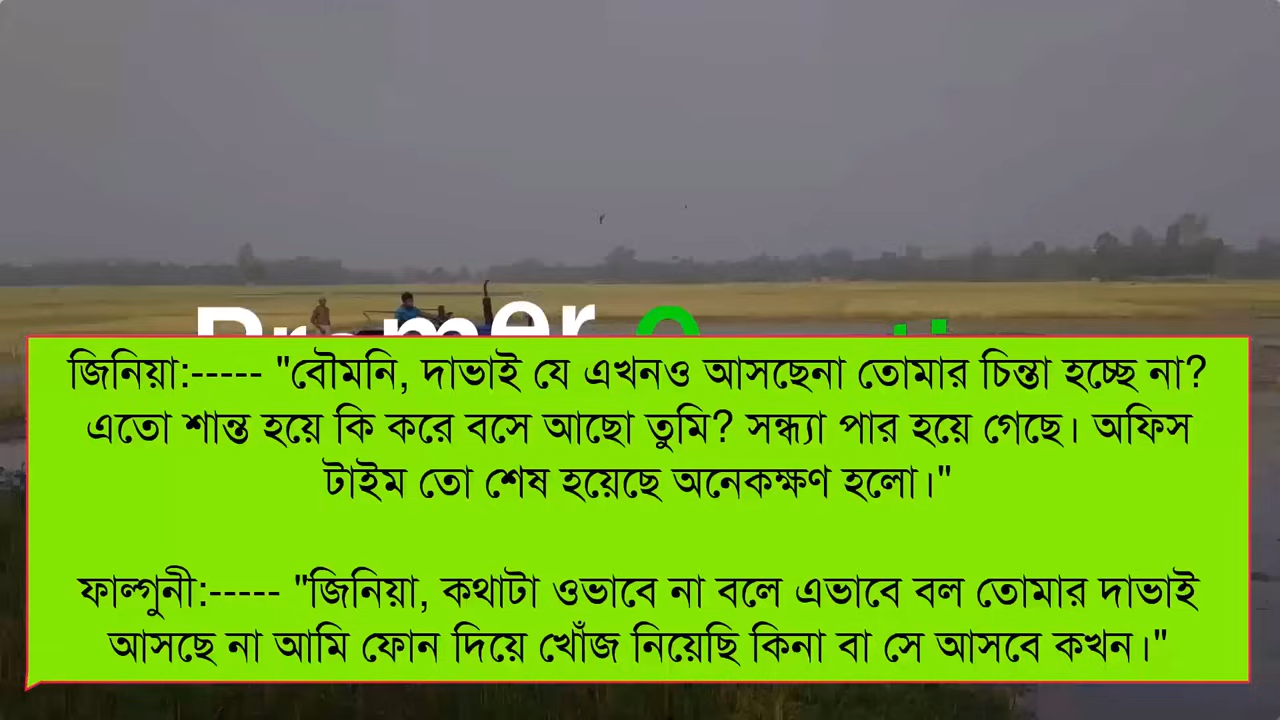 Premer
জিনিয়া:----- "বৌমনি, দাভাই যে এখনও আসছেনা তোমার চিন্তা হচ্ছে না?
এতো শান্ত হয়ে কি করে বসে আছো তুমি? সন্ধ্যা পার হয়ে গেছে। অফিস
টাইম তো শেষ হয়েছে অনেকক্ষণ হলো।"
ফাল্গুনী:----- "জিনিয়া, কথাটা ওভাবে না বলে এভাবে বল তোমার দাভাই
আসছে না আমি ফোন দিয়ে খোঁজ নিয়েছি কিনা বা সে আসবে কখন।"